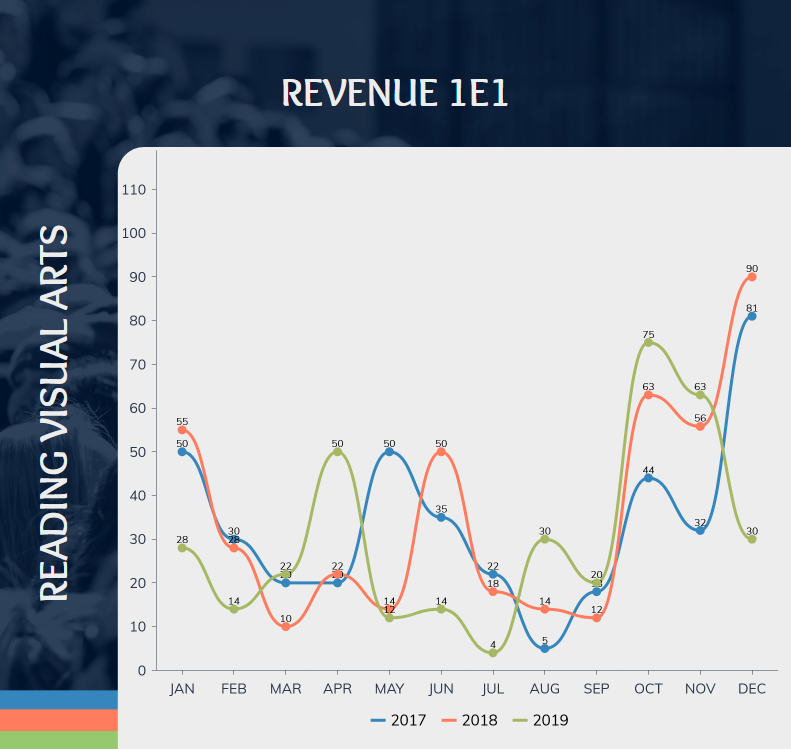 REVENUE 1E1
READING VISUAL ARTS
110
100
90
80
70
60
50
40
30
20
10
0
JAN FEB MAR APR MAY JUN JUL AUG SEP OCT NOV DEC
50 30 50 35 22 5 44 32 81
55 28 10 22 14 50 18 14 12 63 56 90
28 14 22 50 12 14 4 30 20 75 63 30
2017 2018 2019